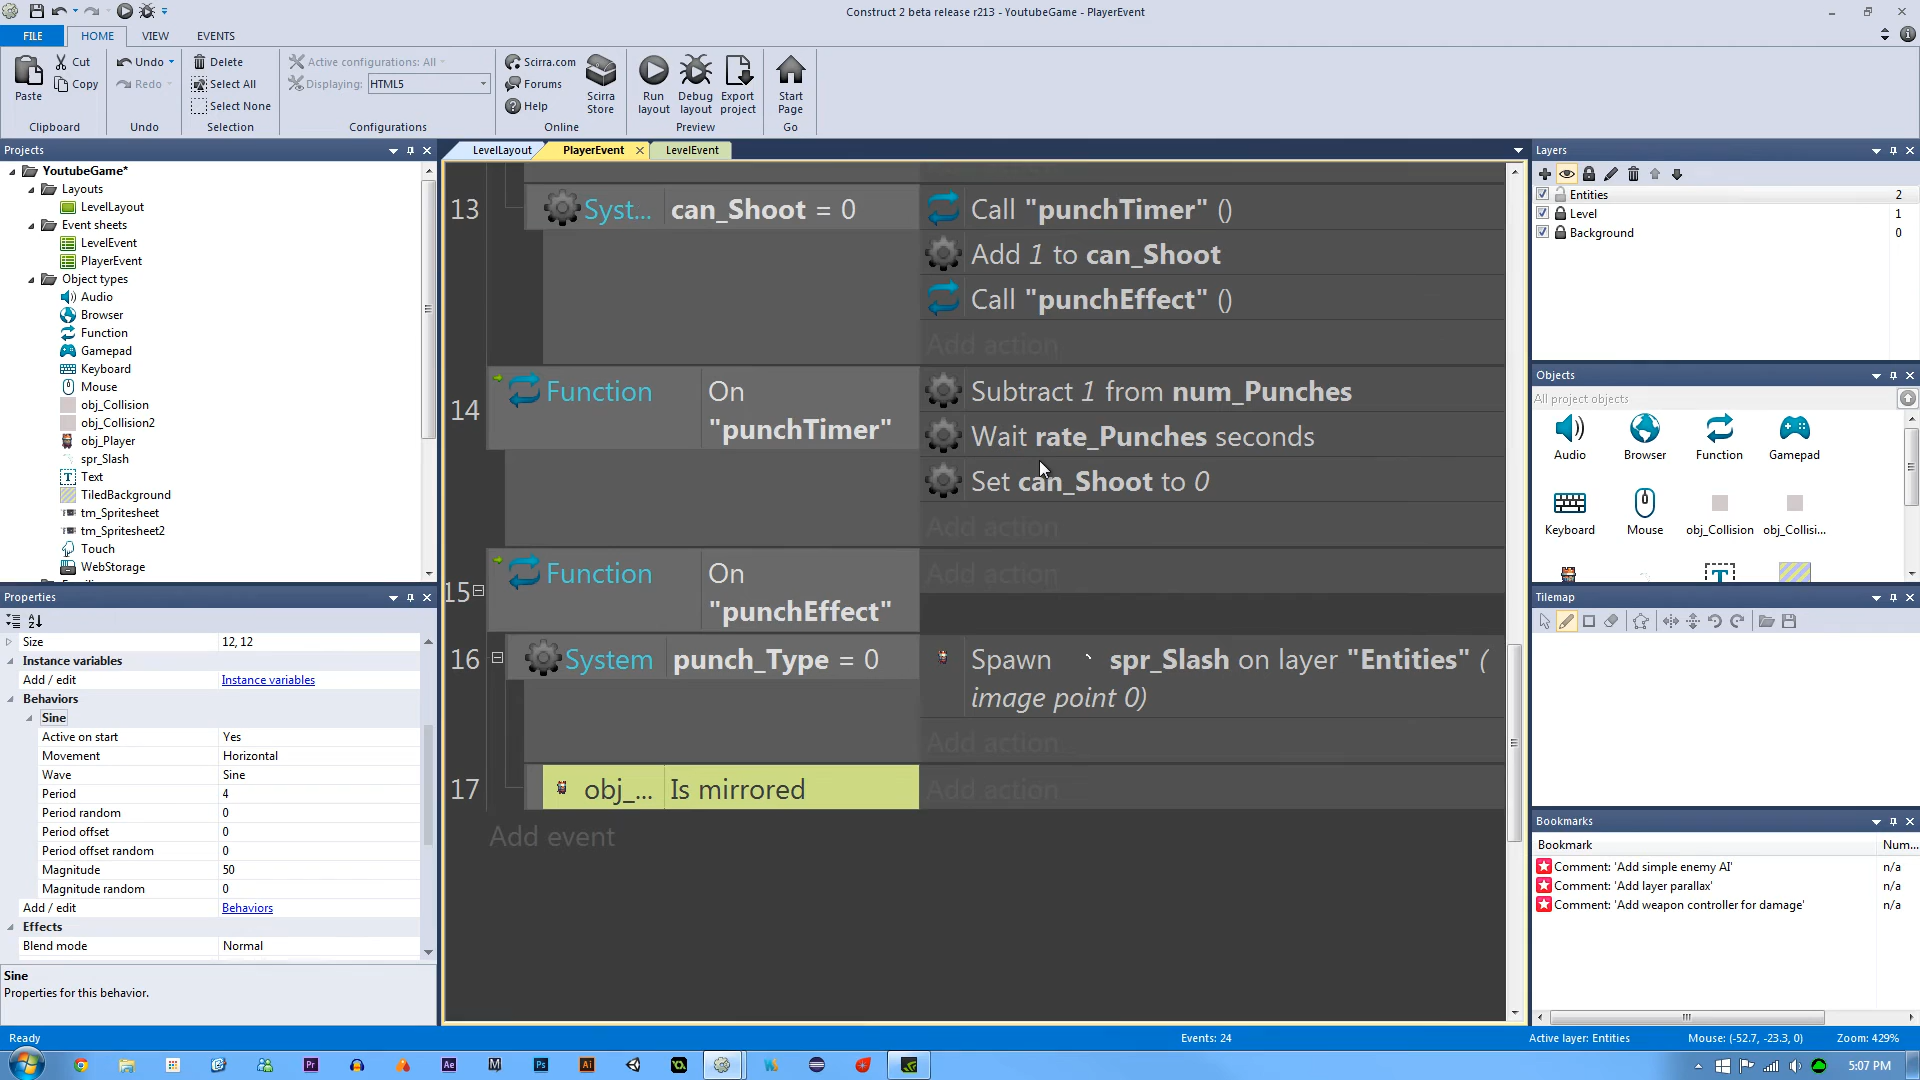 Construct 2 beta release r213 - YoutubeGame - PlayerEvent
FILE
HOME
VIEW
EVENTS
Paste
Cut
Copy
Clipboard
Undo
Redo
Undo
Delete
Select All
Select None
Selection
Active configurations: All
Displaying:
HTML5
Configurations
Scirra.com
Forums
Help
Scirra Store
Online
Run layout
Debug layout
Export project
Preview
Start Page
Go
Projects
YoutubeGame*
Layouts
LevelLayout
Event sheets
LevelEvent
PlayerEvent
Object types
Audio
Browser
Function
Gamepad
Keyboard
Mouse
obj_Collision
obj_Collision2
obj_Player
spr_Slash
Text
TiledBackground
tm_Spritesheet
tm_Spritesheet2
Touch
WebStorage
Properties
Size 12, 12
Instance variables
Add / edit Instance variables
Behaviors
Sine
Active on start Yes
Movement Horizontal
Wave Sine
Period 4
Period random 0
Period offset 0
Period offset random 0
Magnitude 50
Magnitude random 0
Add / edit Behaviors
Effects
Blend mode Normal
Sine
Properties for this behavior.
LevelLayout
PlayerEvent
LevelEvent
13 Syst... can_Shoot = 0
Call "punchTimer" ()
Add 1 to can_Shoot
Call "punchEffect" ()
Add action
14 Function On "punchTimer"
Subtract 1 from num_Punches
Wait rate_Punches seconds
Set can_Shoot to 0
Add action
15 Function On "punchEffect"
Add action
16 System punch_Type = 0
Spawn spr_Slash on layer "Entities" (
image point 0)
Add action
17 obj_... Is mirrored
Add action
Add event
Layers
Entities 2
Level 1
Background 0
Objects
All project objects
Audio
Browser
Function
Gamepad
Keyboard
Mouse
obj_Collision
obj_Collisi...
Tilemap
Bookmarks
Bookmark Num...
Comment: 'Add simple enemy AI' n/a
Comment: 'Add layer parallax' n/a
Comment: 'Add weapon controller for damage' n/a
Ready
Events: 24
Active layer: Entities
Mouse: (-52.7, -23.3, 0)
Zoom: 429%
5:07 PM